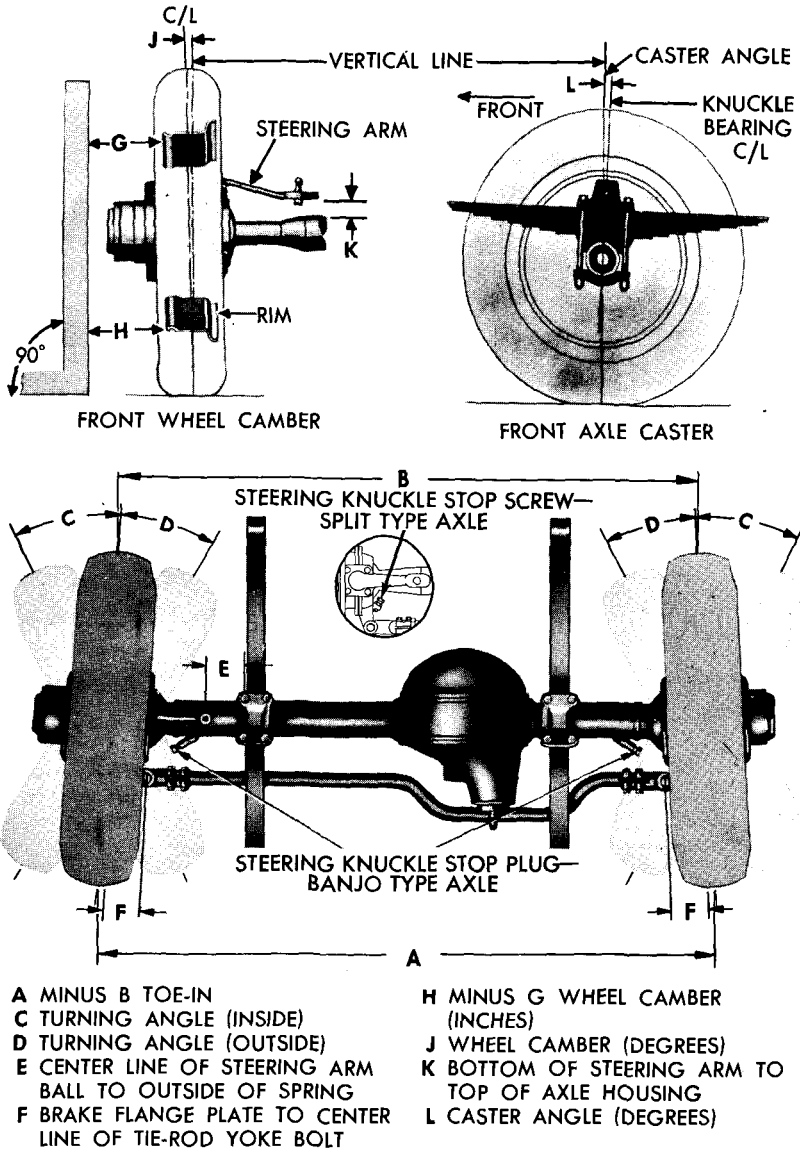 C/L
J
VERTICAL LINE
CASTER ANGLE
L
FRONT
KNUCKLE
BEARING
C/L
G
STEERING ARM
K
H
RIM
90°
FRONT WHEEL CAMBER
FRONT AXLE CASTER
B
STEERING KNUCKLE STOP SCREW—
SPLIT TYPE AXLE
C
D
D
C
E
STEERING KNUCKLE STOP PLUG—
BANJO TYPE AXLE
F
F
A
A MINUS B TOE-IN
C TURNING ANGLE (INSIDE)
D TURNING ANGLE (OUTSIDE)
E CENTER LINE OF STEERING ARM
BALL TO OUTSIDE OF SPRING
F BRAKE FLANGE PLATE TO CENTER
LINE OF TIE-ROD YOKE BOLT
H MINUS G WHEEL CAMBER
(INCHES)
J WHEEL CAMBER (DEGREES)
K BOTTOM OF STEERING ARM TO
TOP OF AXLE HOUSING
L CASTER ANGLE (DEGREES)